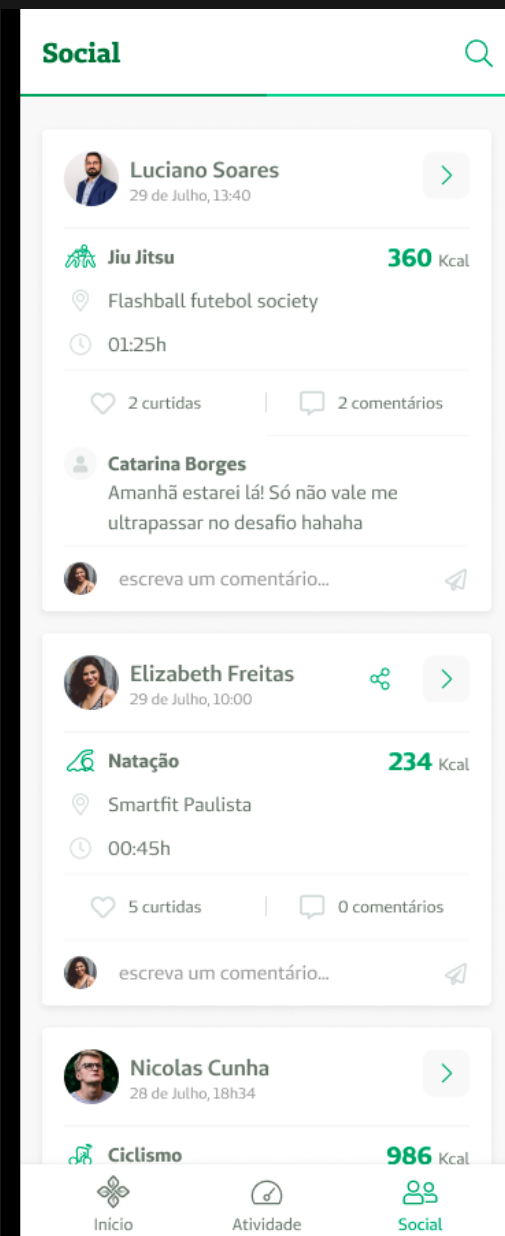 Social
Luciano Soares
29 de Julho, 13:40
Jiu Jitsu
360 Kcal
Flashball futebol society
01:25h
2 curtidas
2 comentários
Catarina Borges
Amanhã estarei lá! Só não vale me
ultrapassar no desafio hahaha
escreva um comentário...
Elizabeth Freitas
29 de Julho, 10:00
Natação
234 Kcal
Smartfit Paulista
00:45h
5 curtidas
0 comentários
escreva um comentário...
Nicolas Cunha
28 de Julho, 18h34
Ciclismo
986 Kcal
Início
Atividade
Social